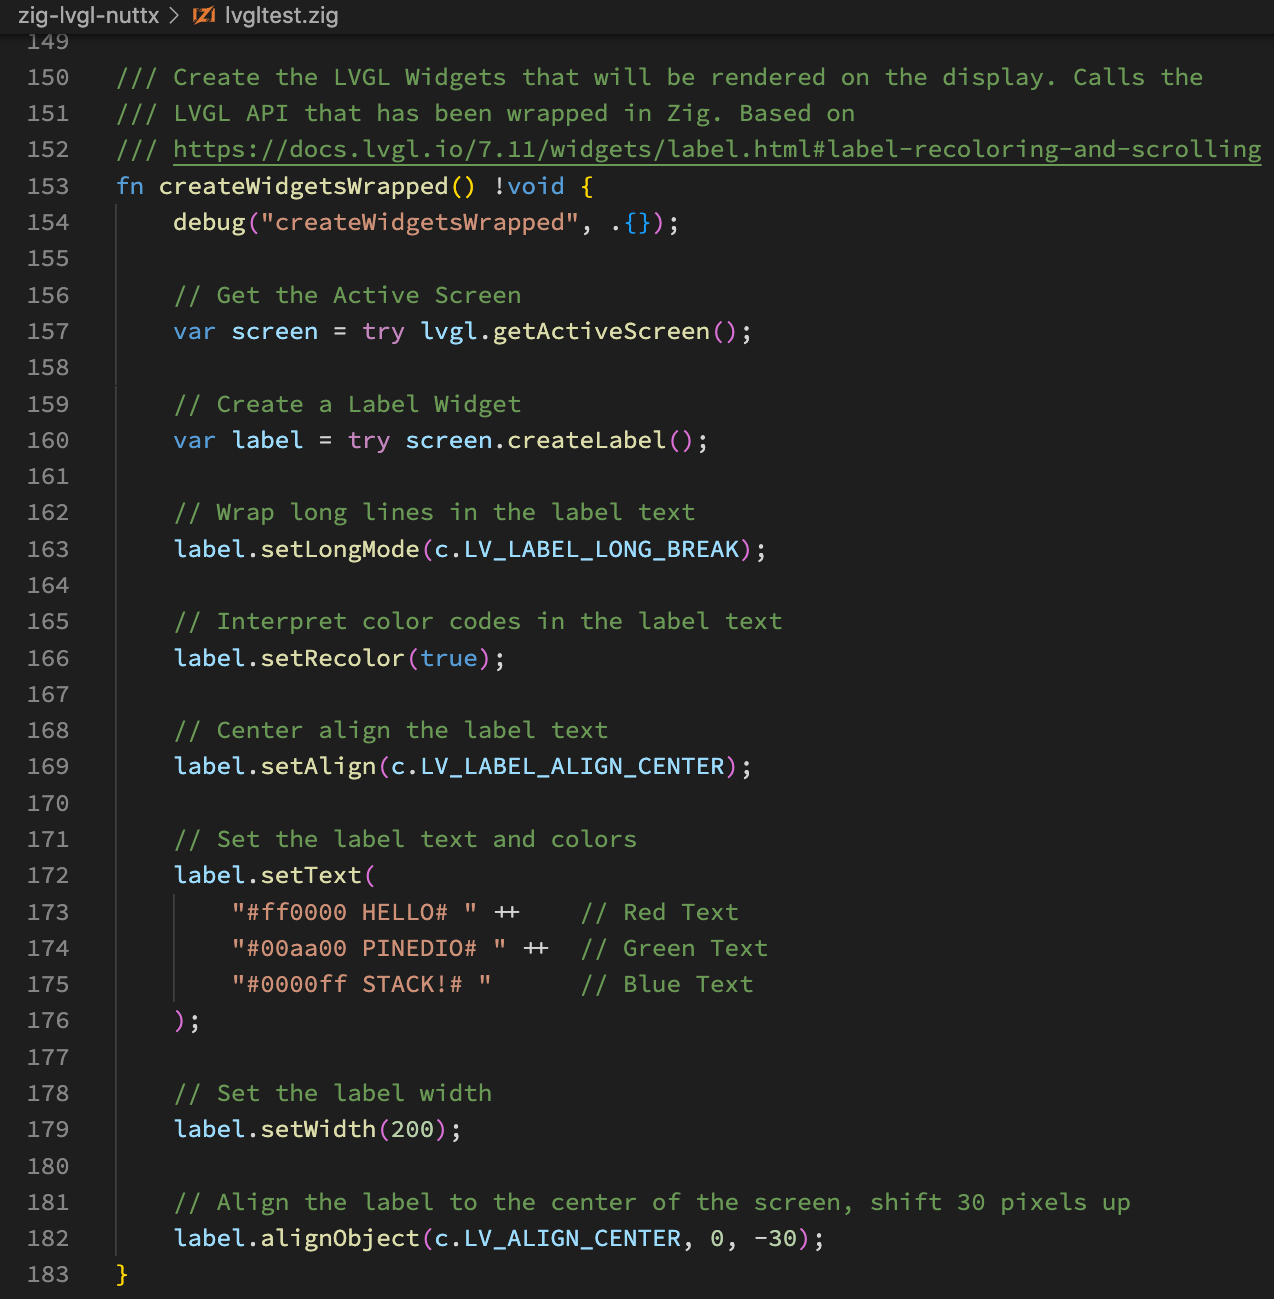 zig-lvgl-nuttx > lvgltest.zig
149
150 /// Create the LVGL Widgets that will be rendered on the display. Calls the
151 /// LVGL API that has been wrapped in Zig. Based on
152 /// https://docs.lvgl.io/7.11/widgets/label.html#label-recoloring-and-scrolling
153 fn createWidgetsWrapped() !void {
154     debug("createWidgetsWrapped", .{});
155
156     // Get the Active Screen
157     var screen = try lvgl.getActiveScreen();
158
159     // Create a Label Widget
160     var label = try screen.createLabel();
161
162     // Wrap long lines in the label text
163     label.setLongMode(c.LV_LABEL_LONG_BREAK);
164
165     // Interpret color codes in the label text
166     label.setRecolor(true);
167
168     // Center align the label text
169     label.setAlign(c.LV_LABEL_ALIGN_CENTER);
170
171     // Set the label text and colors
172     label.setText(
173         "#ff0000 HELLO# " ++    // Red Text
174         "#00aa00 PINEDIO# " ++  // Green Text
175         "#0000ff STACK!# "      // Blue Text
176     );
177
178     // Set the label width
179     label.setWidth(200);
180
181     // Align the label to the center of the screen, shift 30 pixels up
182     label.alignObject(c.LV_ALIGN_CENTER, 0, -30);
183 }